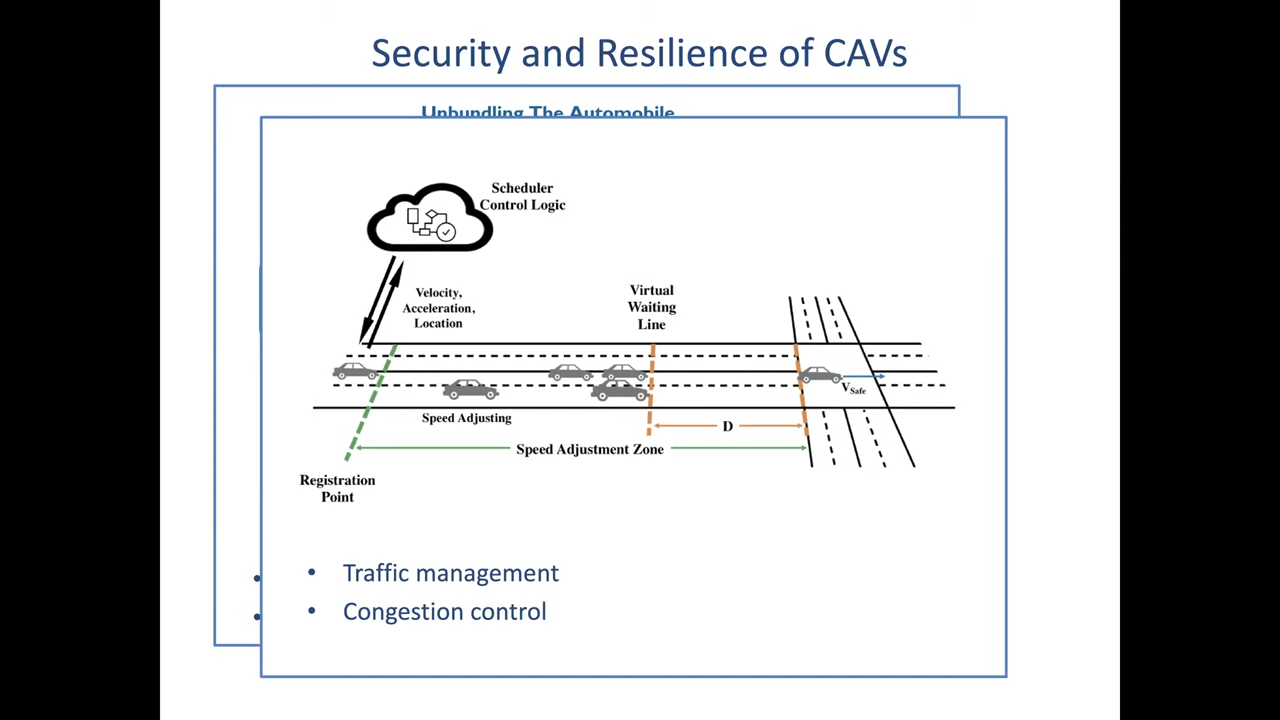 Security and Resilience of CAVs
Unbundling The Automobile
Scheduler
Control Logic
Velocity,
Acceleration,
Location
Virtual
Waiting
Line
VSafe
Speed Adjusting
D
Speed Adjustment Zone
Registration
Point
• Traffic management
• Congestion control